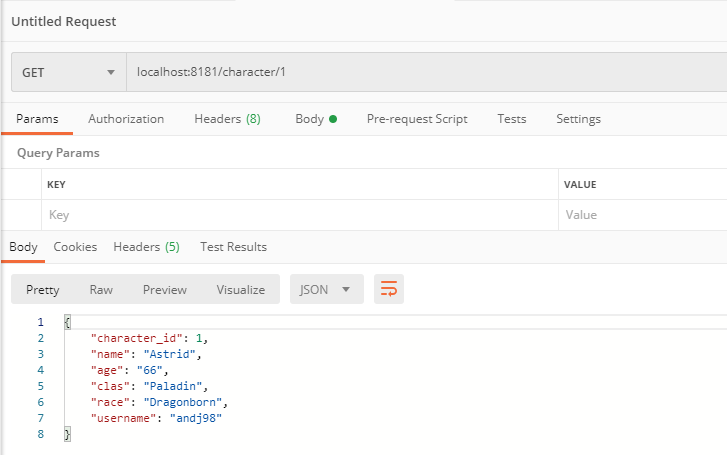 Untitled Request
GET localhost:8181/character/1
Params Authorization Headers (8) Body Pre-request Script Tests Settings
Query Params
KEY VALUE
Key Value
Body Cookies Headers (5) Test Results
Pretty Raw Preview Visualize JSON
1 {
2 "character_id": 1,
3 "name": "Astrid",
4 "age": "66",
5 "clas": "Paladin",
6 "race": "Dragonborn",
7 "username": "andj98"
8 }